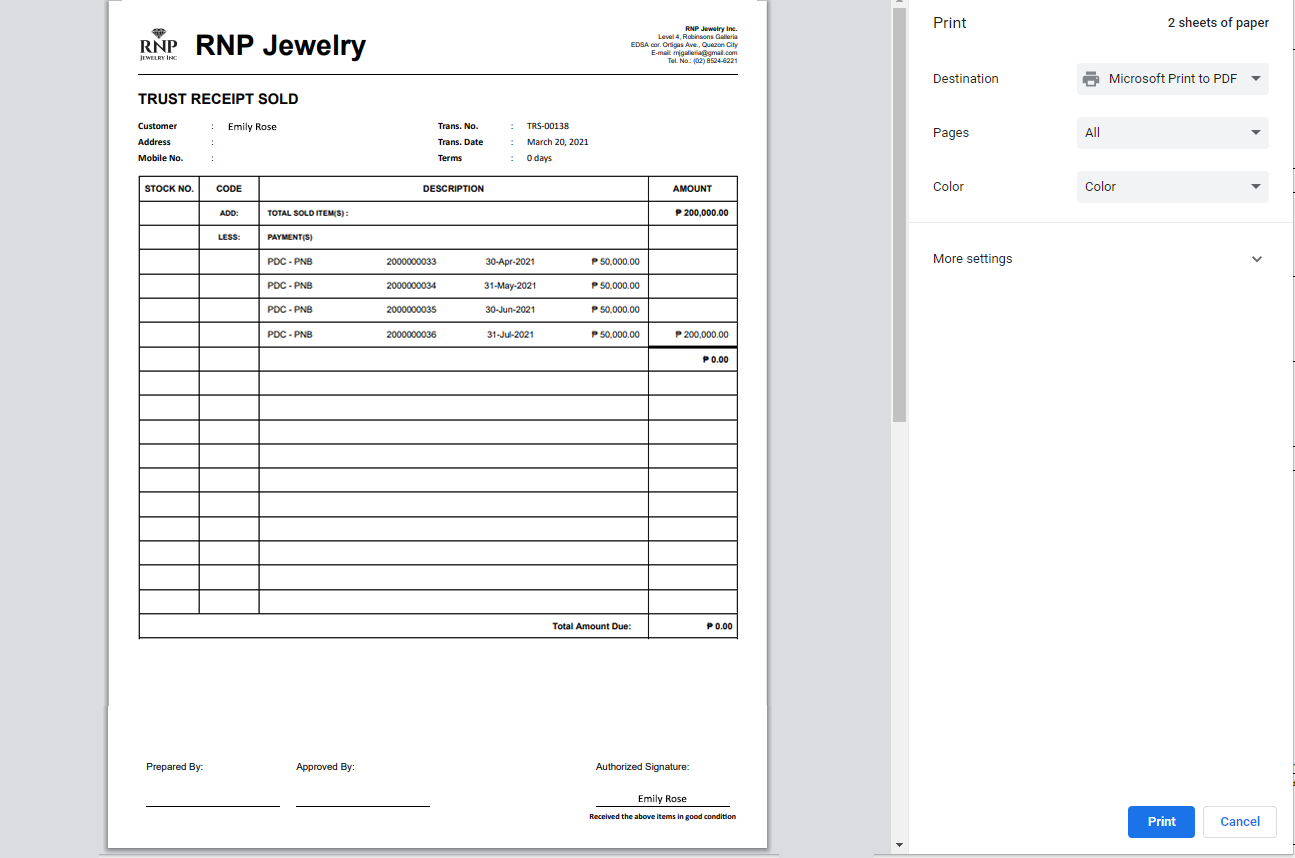 RNP
JEWELRY INC
RNP Jewelry
RNP Jewelry Inc.
Level 4, Robinsons Galleria
EDSA cor. Ortigas Ave., Quezon City
E-mail: rnjgalleria@gmail.com
Tel. No.: (02) 8524-6221
TRUST RECEIPT SOLD
Customer : Emily Rose Trans. No. : TRS-00138
Address : Trans. Date : March 20, 2021
Mobile No. : Terms : 0 days
STOCK NO. CODE DESCRIPTION AMOUNT
ADD: TOTAL SOLD ITEM(S) : ₱ 200,000.00
LESS: PAYMENT(S)
PDC - PNB 2000000033 30-Apr-2021 ₱ 50,000.00
PDC - PNB 2000000034 31-May-2021 ₱ 50,000.00
PDC - PNB 2000000035 30-Jun-2021 ₱ 50,000.00
PDC - PNB 2000000036 31-Jul-2021 ₱ 50,000.00 ₱ 200,000.00
₱ 0.00
Total Amount Due: ₱ 0.00
Prepared By: Approved By: Authorized Signature:
Emily Rose
Received the above items in good condition
Print 2 sheets of paper
Destination Microsoft Print to PDF
Pages All
Color Color
More settings
Print Cancel